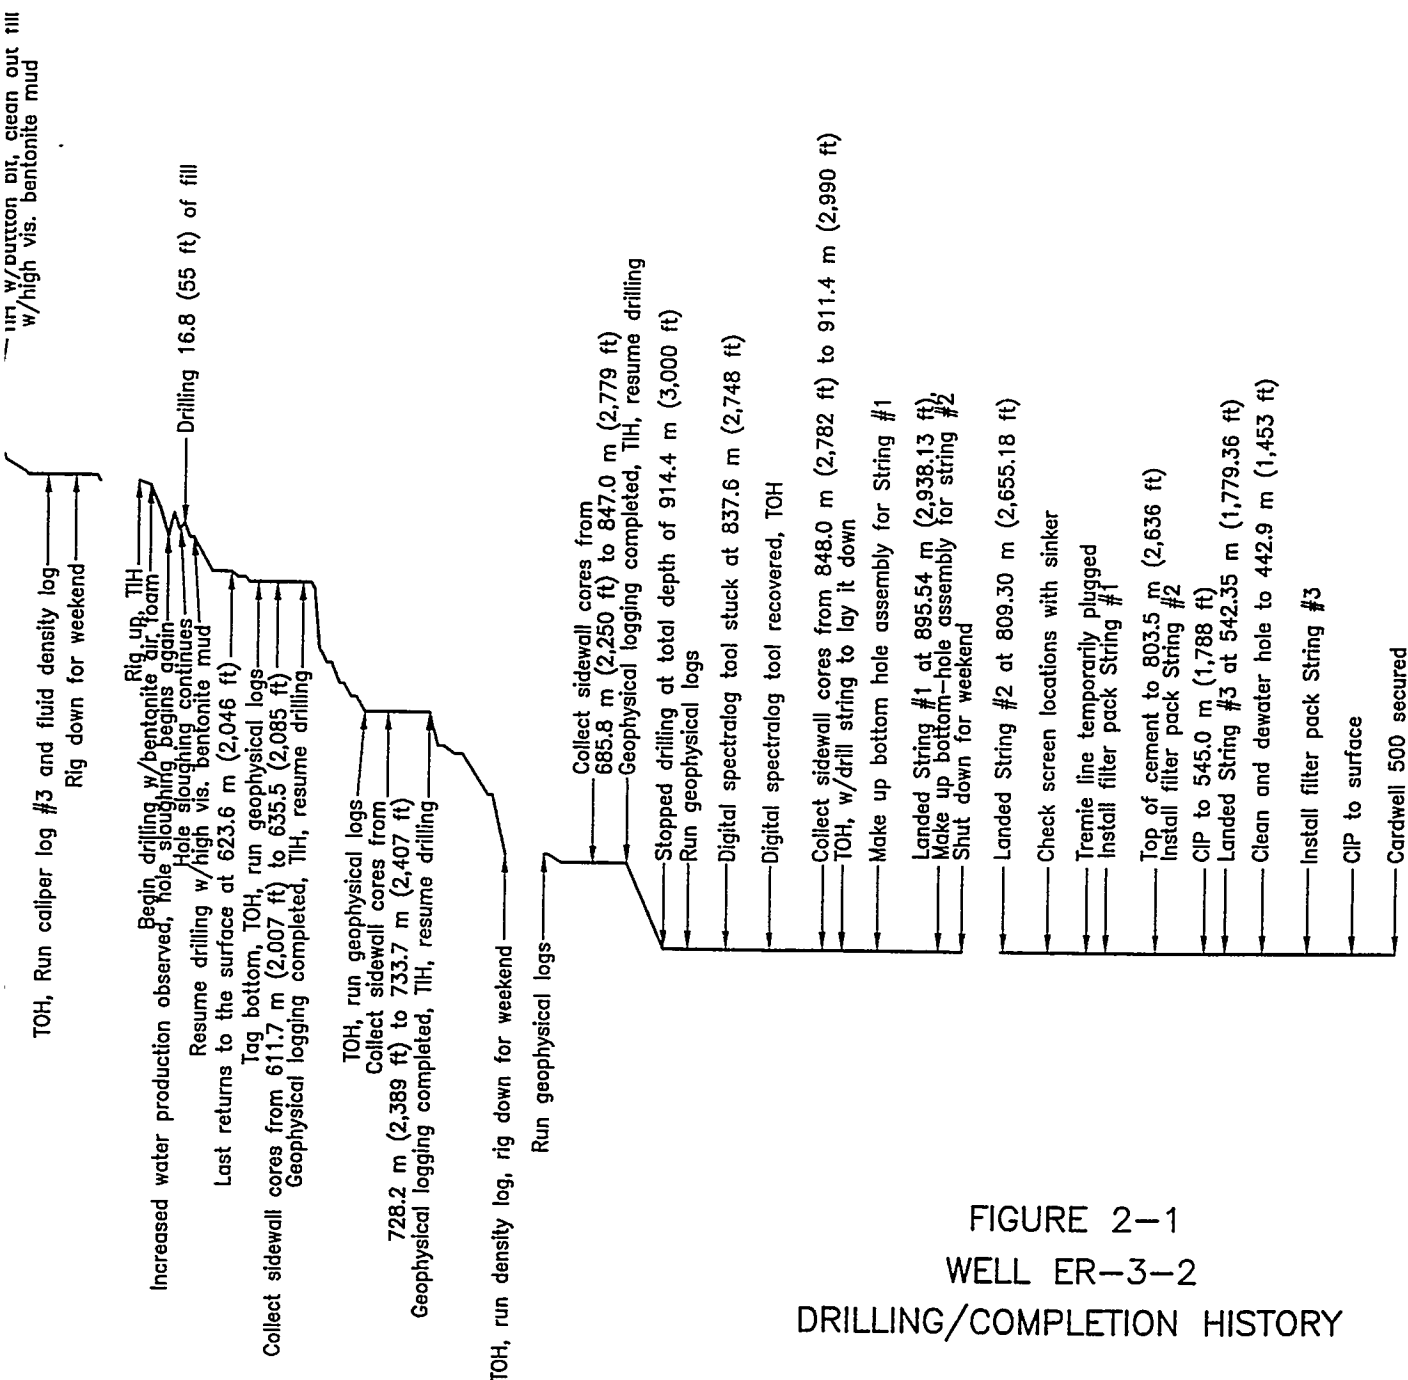 TIH w/button bit, clean out fill
w/high vis. bentonite mud
TOH, Run caliper log #3 and fluid density log
Rig down for weekend
Rig up, TIH
Begin drilling w/bentonite air foam
Increased water production observed, hole sloughing begins again
Hole sloughing continues
Drilling 16.8 (55 ft) of fill
Resume drilling w/high vis. bentonite mud
Last returns to the surface at 623.6 m (2,046 ft)
Tag bottom, TOH, run geophysical logs
Collect sidewall cores from 611.7 m (2,007 ft) to 635.5 (2,085 ft)
Geophysical logging completed, TIH, resume drilling
TOH, run geophysical logs
Collect sidewall cores from
728.2 m (2,389 ft) to 733.7 m (2,407 ft)
Geophysical logging completed, TIH, resume drilling
TOH, run density log, rig down for weekend
Run geophysical logs
Collect sidewall cores from
685.8 m (2,250 ft) to 847.0 m (2,779 ft)
Geophysical logging completed, TIH, resume drilling
Stopped drilling at total depth of 914.4 m (3,000 ft)
Run geophysical logs
Digital spectralog tool stuck at 837.6 m (2,748 ft)
Digital spectralog tool recovered, TOH
Collect sidewall cores from 848.0 m (2,782 ft) to 911.4 m (2,990 ft)
TOH, w/drill string to lay it down
Make up bottom hole assembly for String #1
Landed String #1 at 895.54 m (2,938.13 ft),
Make up bottom-hole assembly for string #2
Shut down for weekend
Landed String #2 at 809.30 m (2,655.18 ft)
Check screen locations with sinker
Tremie line temporarily plugged
Install filter pack String #1
Top of cement to 803.5 m (2,636 ft)
Install filter pack String #2
CIP to 545.0 m (1,788 ft)
Landed String #3 at 542.35 m (1,779.36 ft)
Clean and dewater hole to 442.9 m (1,453 ft)
Install filter pack String #3
CIP to surface
Cardwell 500 secured
FIGURE 2-1
WELL ER-3-2
DRILLING/COMPLETION HISTORY